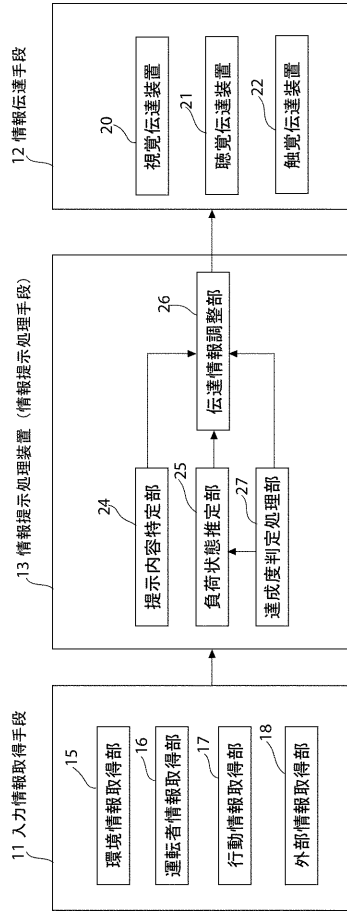 11 入力情報取得手段
15
環境情報取得部
16
運転者情報取得部
17
行動情報取得部
18
外部情報取得部
13 情報提示処理装置（情報提示処理手段）
24
提示内容特定部
25
負荷状態推定部
27
達成度判定処理部
26
伝達情報調整部
12 情報伝達手段
20
視覚伝達装置
21
聴覚伝達装置
22
触覚伝達装置